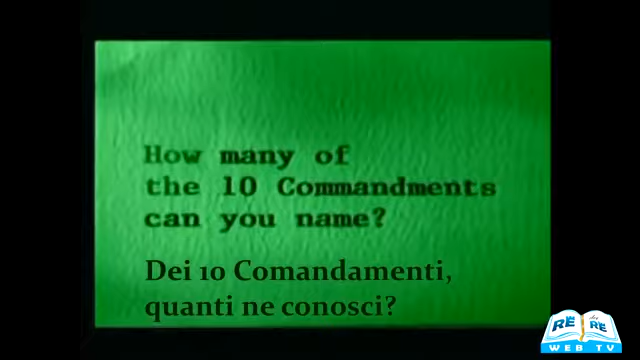 How many of
the 10 Commandments
can you name?
Dei 10 Comandamenti,
quanti ne conosci?
RE dei RE
WEB TV